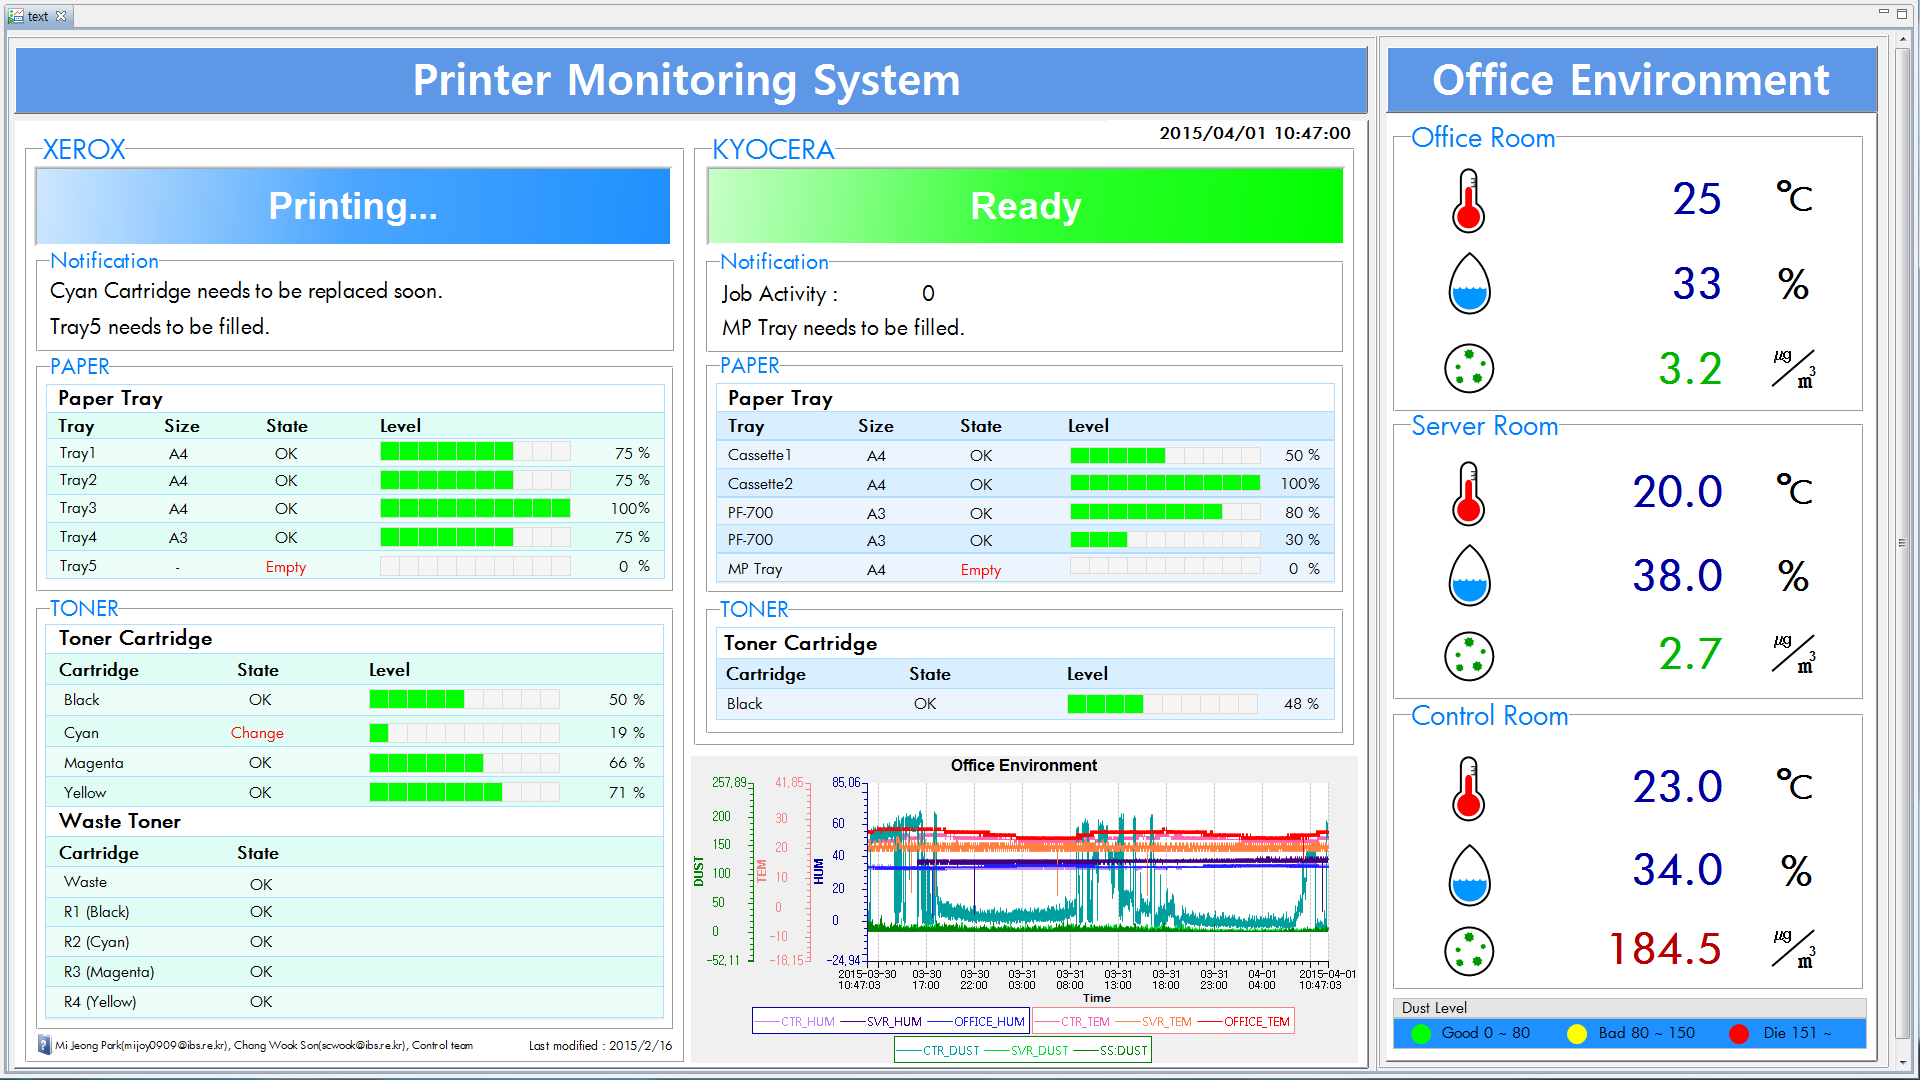 text
Printer Monitoring System
2015/04/01 10:47:00
XEROX
Printing...
Notification
Cyan Cartridge needs to be replaced soon.
Tray5 needs to be filled.
PAPER
Paper Tray
Tray Size State Level
Tray1 A4 OK 75 %
Tray2 A4 OK 75 %
Tray3 A4 OK 100%
Tray4 A3 OK 75 %
Tray5 - Empty 0 %
TONER
Toner Cartridge
Cartridge State Level
Black OK 50 %
Cyan Change 19 %
Magenta OK 66 %
Yellow OK 71 %
Waste Toner
Cartridge State
Waste OK
R1 (Black) OK
R2 (Cyan) OK
R3 (Magenta) OK
R4 (Yellow) OK
Mi Jeong Park(mijoy0909@ibs.re.kr), Chang Wook Son(scwook@ibs.re.kr), Control team
Last modified : 2015/2/16
KYOCERA
Ready
Notification
Job Activity : 0
MP Tray needs to be filled.
PAPER
Paper Tray
Tray Size State Level
Cassette1 A4 OK 50 %
Cassette2 A4 OK 100%
PF-700 A3 OK 80 %
PF-700 A3 OK 30 %
MP Tray A4 Empty 0 %
TONER
Toner Cartridge
Cartridge State Level
Black OK 48 %
Office Environment
DUST
257,89
200
150
100
50
0
-52,11
TEM
41,85
30
20
10
0
-10
-18,15
HUM
85,06
60
40
20
0
-24,94
2015-03-30 03-30 03-30 03-31 03-31 03-31 03-31 03-31 04-01 2015-04-01
10:47:03 17:00 22:00 03:00 08:00 13:00 18:00 23:00 04:00 10:47:03
Time
CTR_HUM SVR_HUM OFFICE_HUM CTR_TEM SVR_TEM OFFICE_TEM
CTR_DUST SVR_DUST SS:DUST
Office Environment
Office Room
25 °C
33 %
3.2 µg/m³
Server Room
20.0 °C
38.0 %
2.7 µg/m³
Control Room
23.0 °C
34.0 %
184.5 µg/m³
Dust Level
Good 0 ~ 80 Bad 80 ~ 150 Die 151 ~